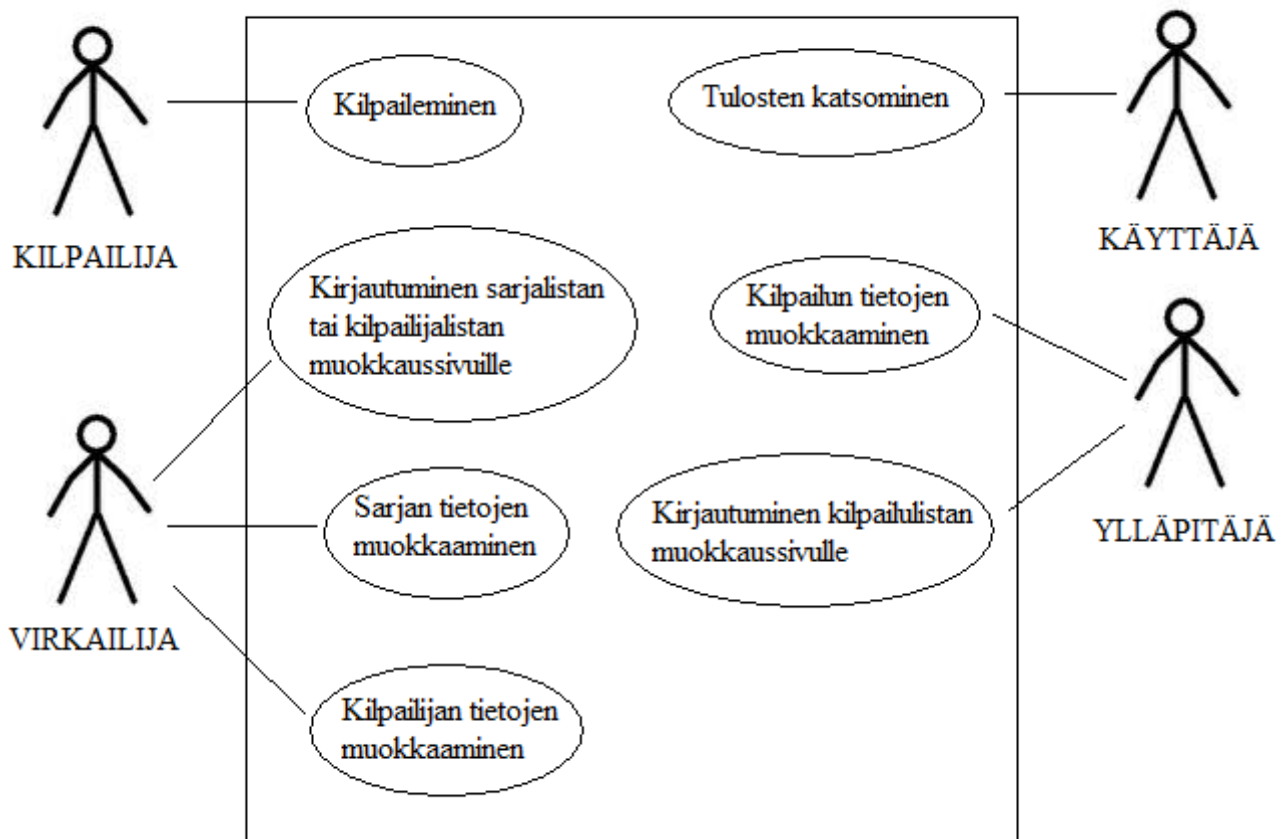 Kilpaileminen
Tulosten katsominen
KILPAILIJA
KÄYTTÄJÄ
Kirjautuminen sarjalistan
tai kilpailijalistan
muokkaussivuille
Kilpailun tietojen
muokkaaminen
VIRKAILIJA
Sarjan tietojen
muokkaaminen
Kirjautuminen kilpailulistan
muokkaussivulle
YLLÄPITÄJÄ
Kilpailijan tietojen
muokkaaminen